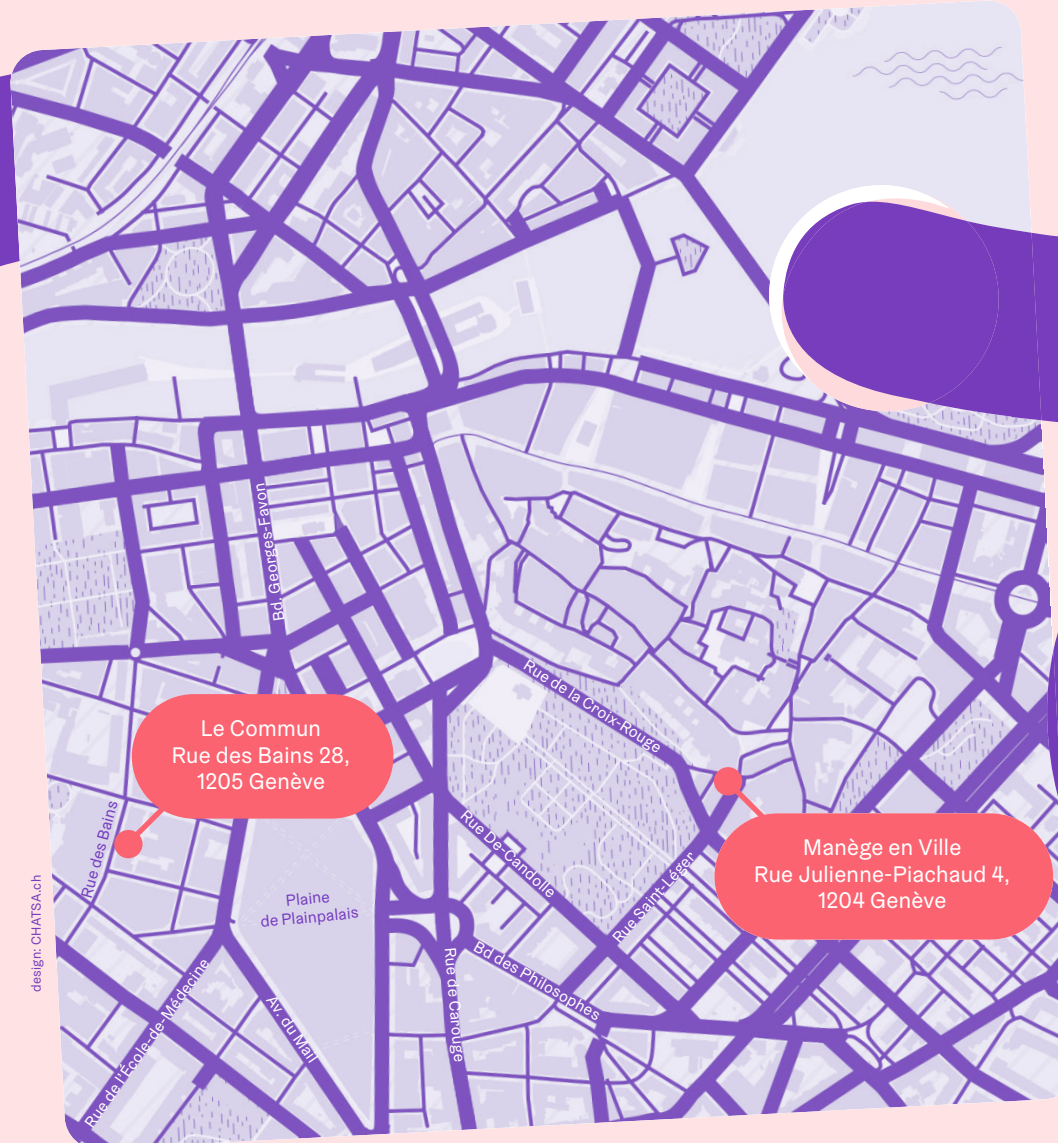 Bd. Georges-Favon
Rue de la Croix-Rouge
Le Commun
Rue des Bains 28,
1205 Genève
Rue des Bains
Rue De-Candolle
Manège en Ville
Rue Julienne-Piachaud 4,
1204 Genève
Rue Saint-Léger
Plaine
de Plainpalais
design: CHATSA.ch
Rue de l'École-de-Médecine
Av. du Mail
Rue de Carouge
Bd des Philosophes